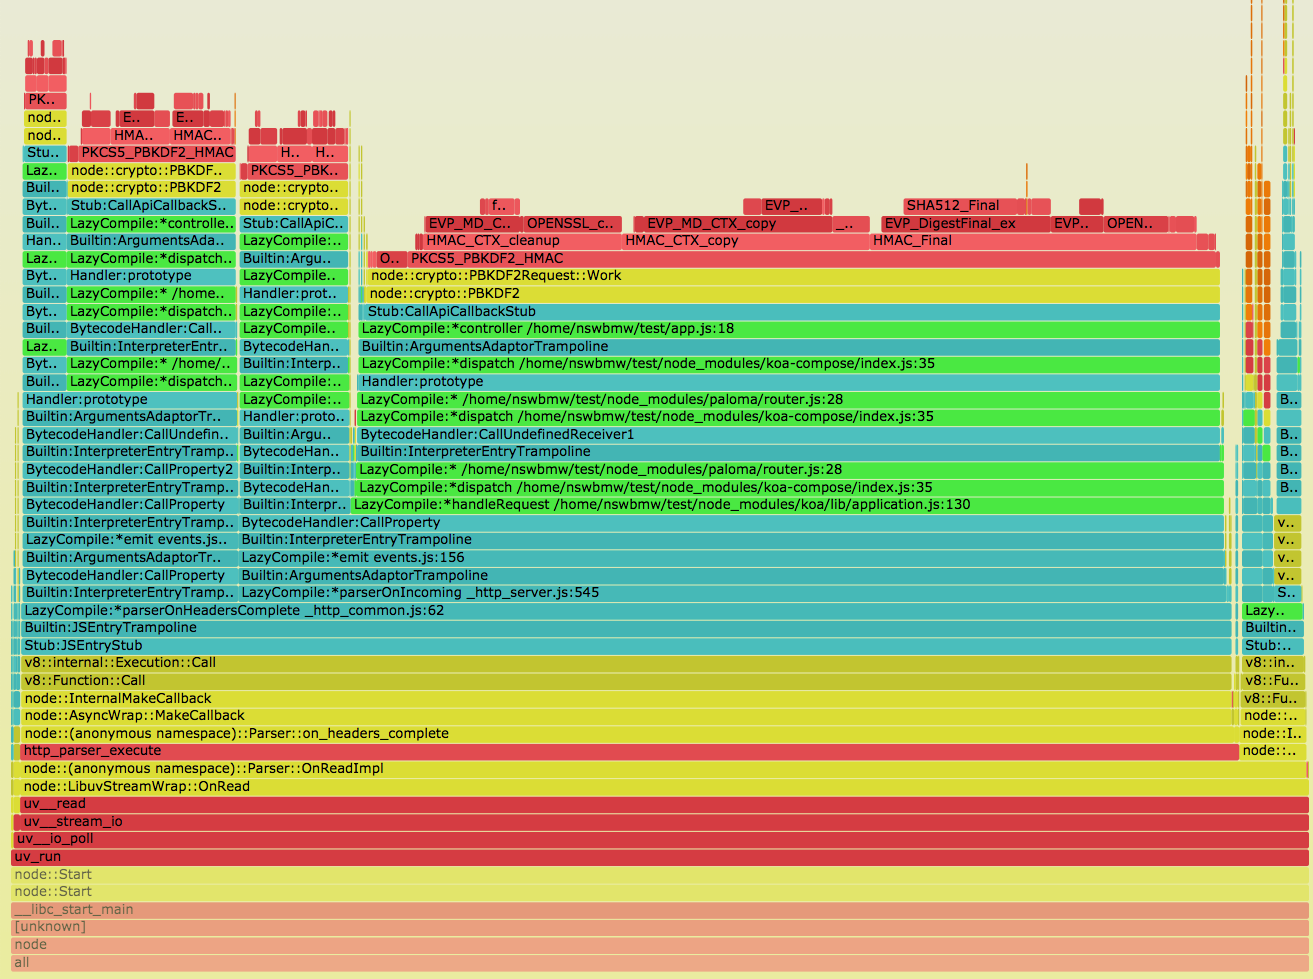 PK..
nod.. E.. E..
nod.. HMA.. HMAC..
Stu.. PKCS5_PBKDF2_HMAC H.. H..
Laz.. node::crypto::PBKDF.. PKCS5_PBK..
Buil.. node::crypto::PBKDF2 node::crypto..
Byt.. Stub:CallApiCallbackS.. node::crypto.. f.. EVP_.. SHA512_Final
Buil.. LazyCompile:*controlle.. Stub:CallApiC.. EVP_MD_C.. OPENSSL_c.. EVP_MD_CTX_copy _.. EVP_DigestFinal_ex EVP.. OPEN..
Han.. Builtin:ArgumentsAda.. LazyCompile:.. HMAC_CTX_cleanup HMAC_CTX_copy HMAC_Final
Laz.. LazyCompile:*dispatch.. Builtin:Argu.. O.. PKCS5_PBKDF2_HMAC
Byt.. Handler:prototype LazyCompile:.. node::crypto::PBKDF2Request::Work
Buil.. LazyCompile:* /home.. Handler:prot.. node::crypto::PBKDF2
Byt.. LazyCompile:*dispatch.. LazyCompile:.. Stub:CallApiCallbackStub
Buil.. BytecodeHandler:Call.. LazyCompile:.. LazyCompile:*controller /home/nswbmw/test/app.js:18
Laz.. Builtin:InterpreterEntr.. BytecodeHan.. Builtin:ArgumentsAdaptorTrampoline
Byt.. LazyCompile:* /home/.. Builtin:Interp.. LazyCompile:*dispatch /home/nswbmw/test/node_modules/koa-compose/index.js:35
Buil.. LazyCompile:*dispatch.. LazyCompile:.. Handler:prototype
Handler:prototype LazyCompile:.. LazyCompile:* /home/nswbmw/test/node_modules/paloma/router.js:28 B..
Builtin:ArgumentsAdaptorTr.. Handler:proto.. LazyCompile:*dispatch /home/nswbmw/test/node_modules/koa-compose/index.js:35
BytecodeHandler:CallUndefin.. Builtin:Argu.. BytecodeHandler:CallUndefinedReceiver1 B..
Builtin:InterpreterEntryTramp.. BytecodeHan.. Builtin:InterpreterEntryTrampoline B..
BytecodeHandler:CallProperty2 Builtin:Interp.. LazyCompile:* /home/nswbmw/test/node_modules/paloma/router.js:28 B..
Builtin:InterpreterEntryTramp.. BytecodeHan.. LazyCompile:*dispatch /home/nswbmw/test/node_modules/koa-compose/index.js:35 B..
BytecodeHandler:CallProperty Builtin:Interpr.. LazyCompile:*handleRequest /home/nswbmw/test/node_modules/koa/lib/application.js:130
Builtin:InterpreterEntryTramp.. BytecodeHandler:CallProperty v..
LazyCompile:*emit events.js.. Builtin:InterpreterEntryTrampoline v..
Builtin:ArgumentsAdaptorTr.. LazyCompile:*emit events.js:156 v..
BytecodeHandler:CallProperty Builtin:ArgumentsAdaptorTrampoline v..
Builtin:InterpreterEntryTramp.. LazyCompile:*parserOnIncoming _http_server.js:545 S..
LazyCompile:*parserOnHeadersComplete _http_common.js:62 Lazy..
Builtin:JSEntryTrampoline Builtin..
Stub:JSEntryStub Stub:..
v8::internal::Execution::Call v8::in..
v8::Function::Call v8::Fu..
node::InternalMakeCallback v8::Fu..
node::AsyncWrap::MakeCallback node::..
node::(anonymous namespace)::Parser::on_headers_complete node::I..
http_parser_execute node::..
node::(anonymous namespace)::Parser::OnReadImpl
node::LibuvStreamWrap::OnRead
uv__read
uv__stream_io
uv__io_poll
uv_run
node::Start
node::Start
__libc_start_main
[unknown]
node
all